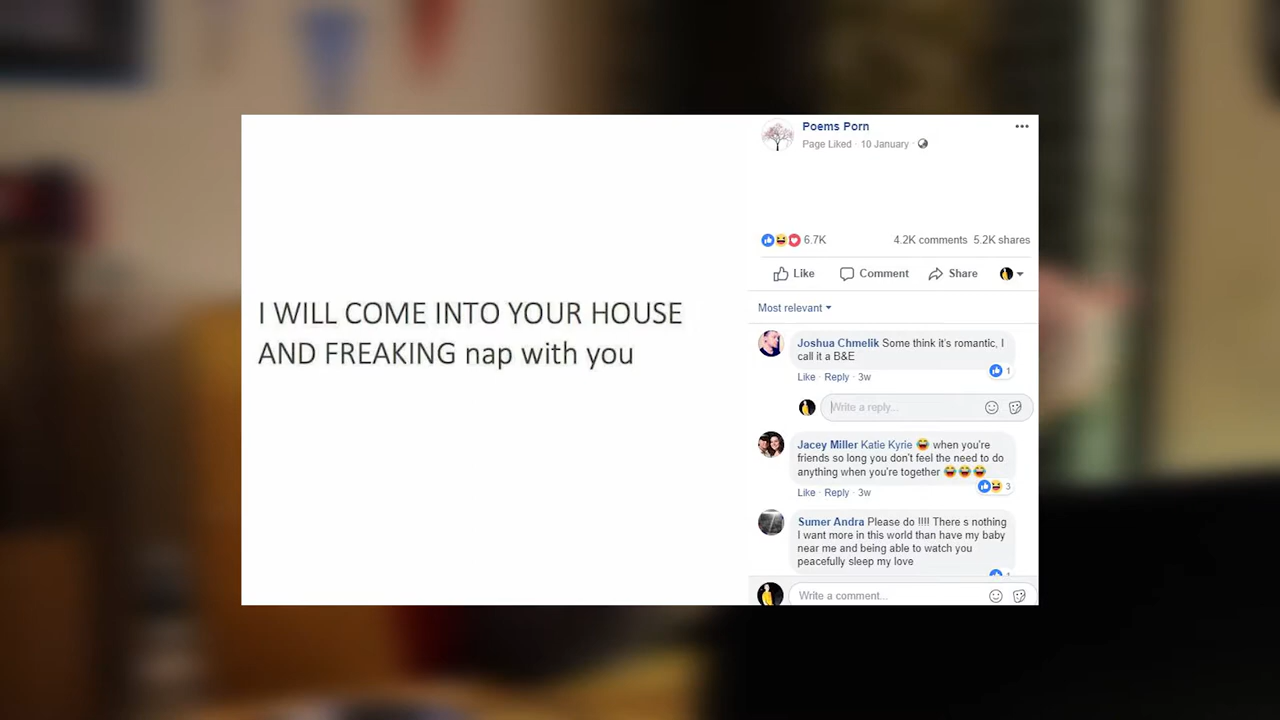 I WILL COME INTO YOUR HOUSE
AND FREAKING nap with you
Poems Porn
Page Liked · 10 January ·
6.7K
4.2K comments 5.2K shares
Like
Comment
Share
Most relevant
Joshua Chmelik Some think it's romantic, I
call it a B&E
1
Like · Reply · 3w
Write a reply...
Jacey Miller Katie Kyrie 😂 when you're
friends so long you don't feel the need to do
anything when you're together 😂😂😂
3
Like · Reply · 3w
Sumer Andra Please do !!!! There s nothing
I want more in this world than have my baby
near me and being able to watch you
peacefully sleep my love
1
Write a comment...